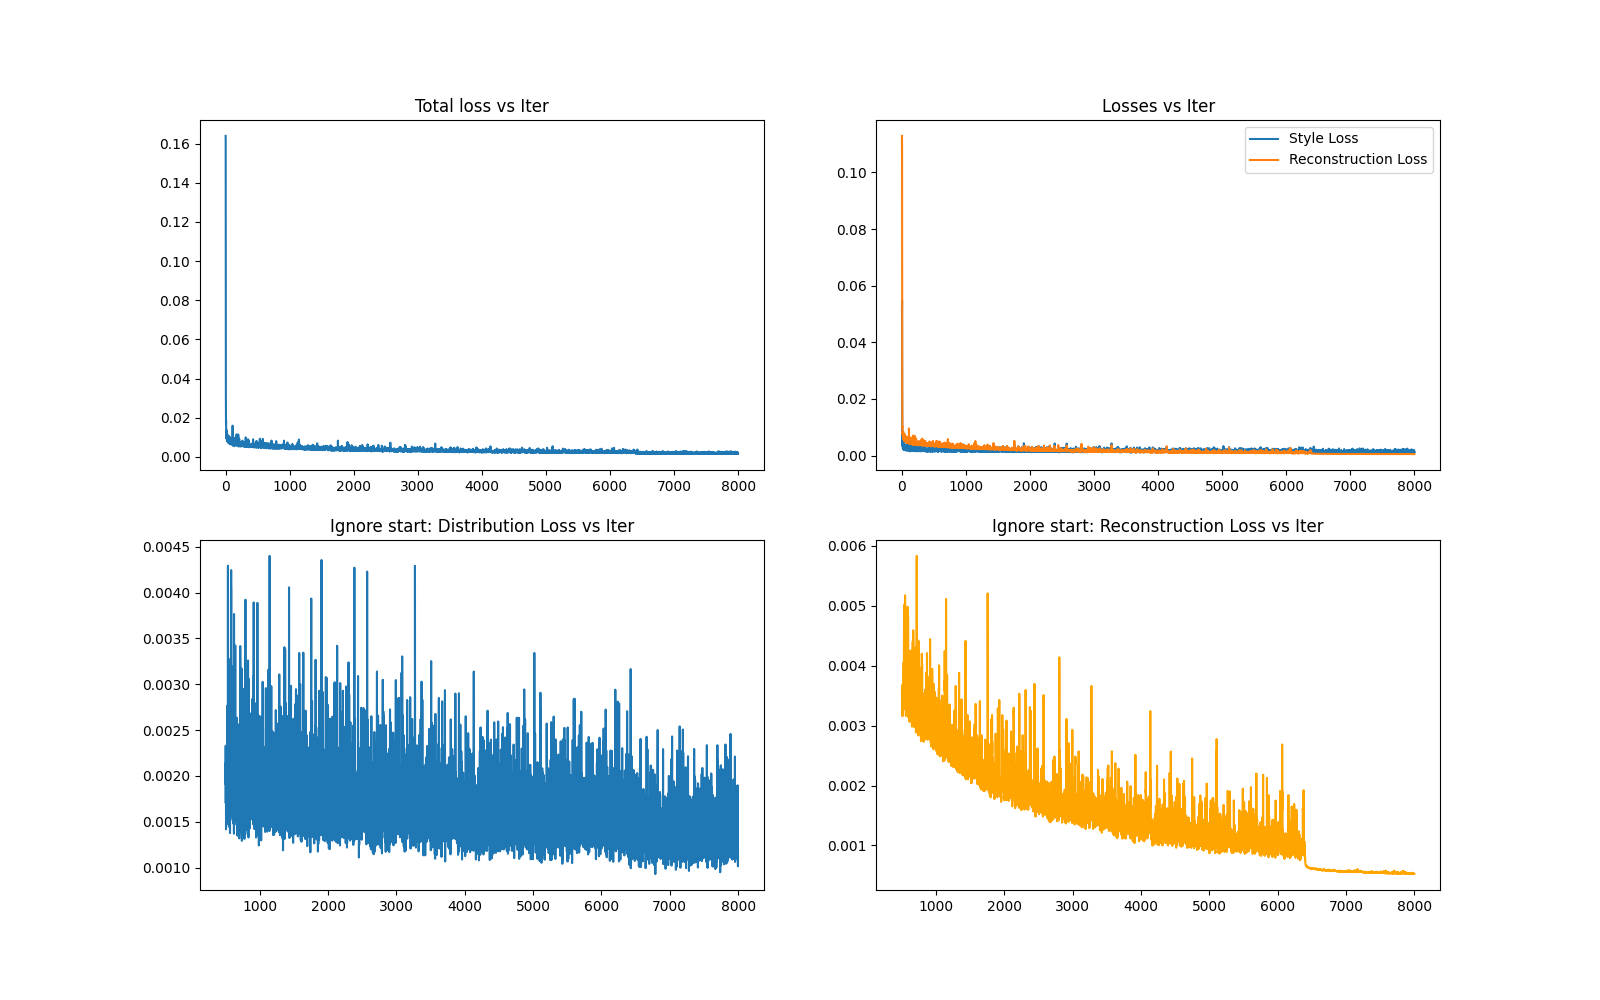 Total loss vs Iter
0.16
0.14
0.12
0.10
0.08
0.06
0.04
0.02
0.00
0 1000 2000 3000 4000 5000 6000 7000 8000
Losses vs Iter
Style Loss
Reconstruction Loss
0.10
0.08
0.06
0.04
0.02
0.00
0 1000 2000 3000 4000 5000 6000 7000 8000
Ignore start: Distribution Loss vs Iter
0.0045
0.0040
0.0035
0.0030
0.0025
0.0020
0.0015
0.0010
1000 2000 3000 4000 5000 6000 7000 8000
Ignore start: Reconstruction Loss vs Iter
0.006
0.005
0.004
0.003
0.002
0.001
1000 2000 3000 4000 5000 6000 7000 8000